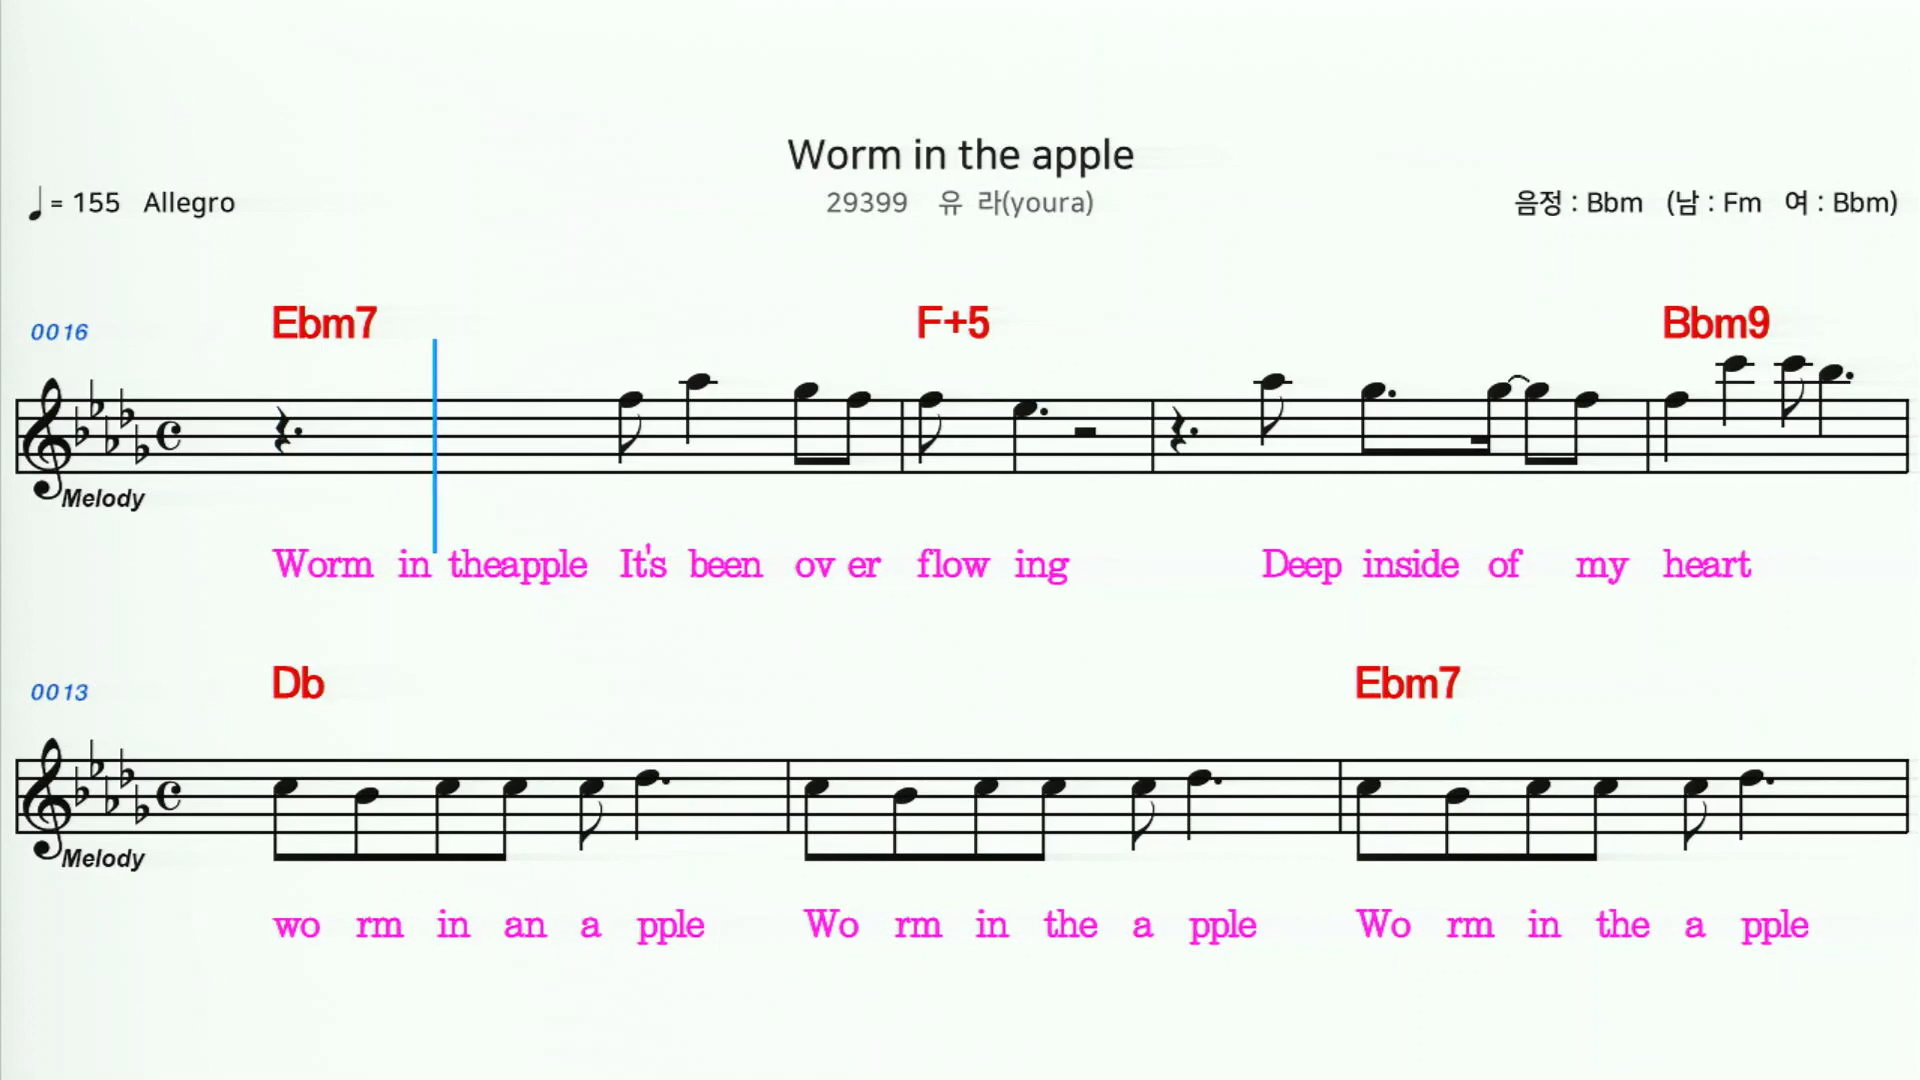 Worm in the apple
♩= 155 Allegro 29399 유 라(youra) 음정 : Bbm (남 : Fm 여 : Bbm)
0016 Ebm7 F+5 Bbm9
Melody
Worm in theapple It's been ov er flow ing Deep inside of my heart
0013 Db Ebm7
Melody
wo rm in an a pple Wo rm in the a pple Wo rm in the a pple